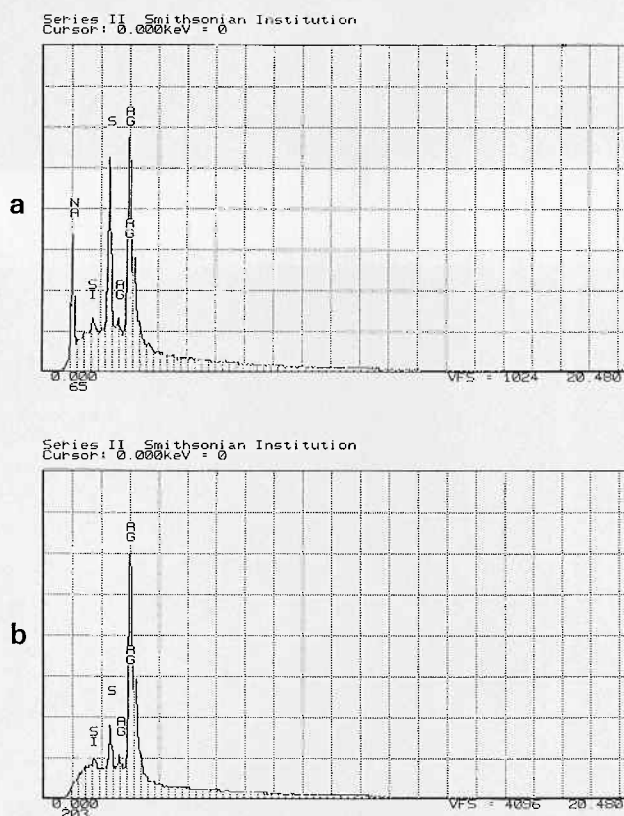 Series II Smithsonian Institution
Cursor: 0.000keV = 0
AG
S
a
NA
AG
SI
AG
0.000
VFS = 1024 20.480
65
Series II Smithsonian Institution
Cursor: 0.000keV = 0
AG
b
AG
S
AG
SI
0.000
VFS = 4096 20.480
203